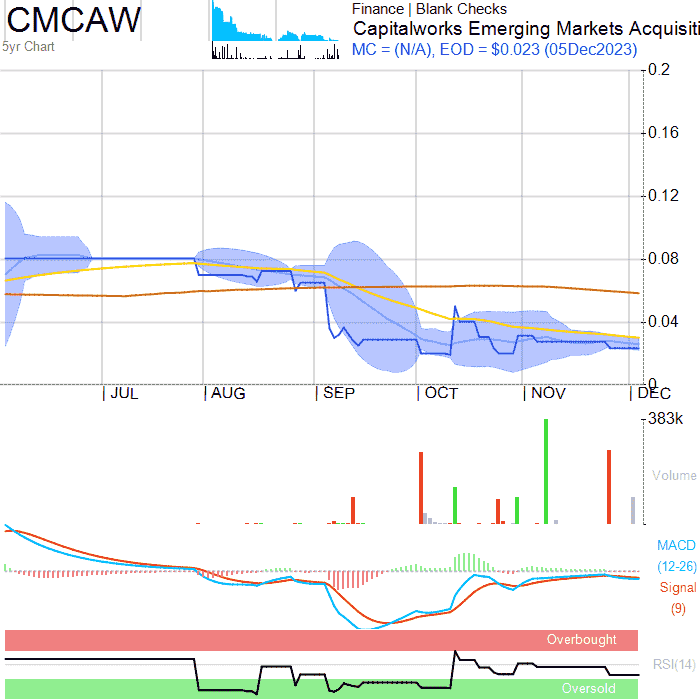 CMCAW
5yr Chart
Finance | Blank Checks
Capitalworks Emerging Markets Acquisiti
MC = (N/A), EOD = $0.023 (05Dec2023)
0.2
0.16
0.12
0.08
0.04
0
JUL AUG SEP OCT NOV DEC
383k
Volume
MACD
(12-26)
Signal
(9)
Overbought
RSI(14)
Oversold